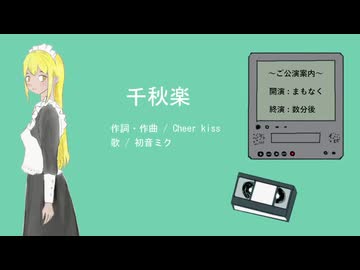 千秋楽
作詞・作曲 / Cheer kiss
歌 / 初音ミク
～ご公演案内～
開演：まもなく
終演：数分後